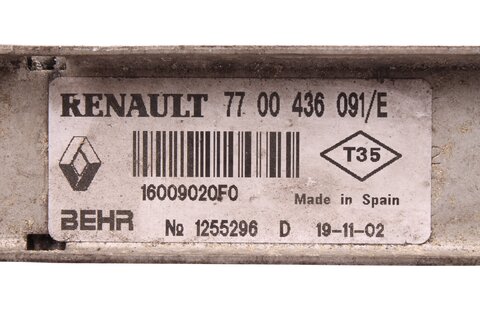 RENAULT 77 00 436 091/E
T35
16009020F0
Made in Spain
BEHR № 1255296 D 19-11-02